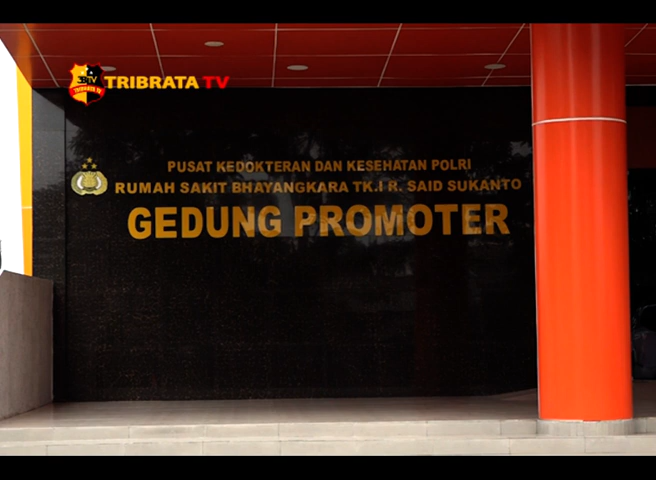 TRIBRATA TV
PUSAT KEDOKTERAN DAN KESEHATAN POLRI
RUMAH SAKIT BHAYANGKARA TK.I R. SAID SUKANTO
GEDUNG PROMOTER